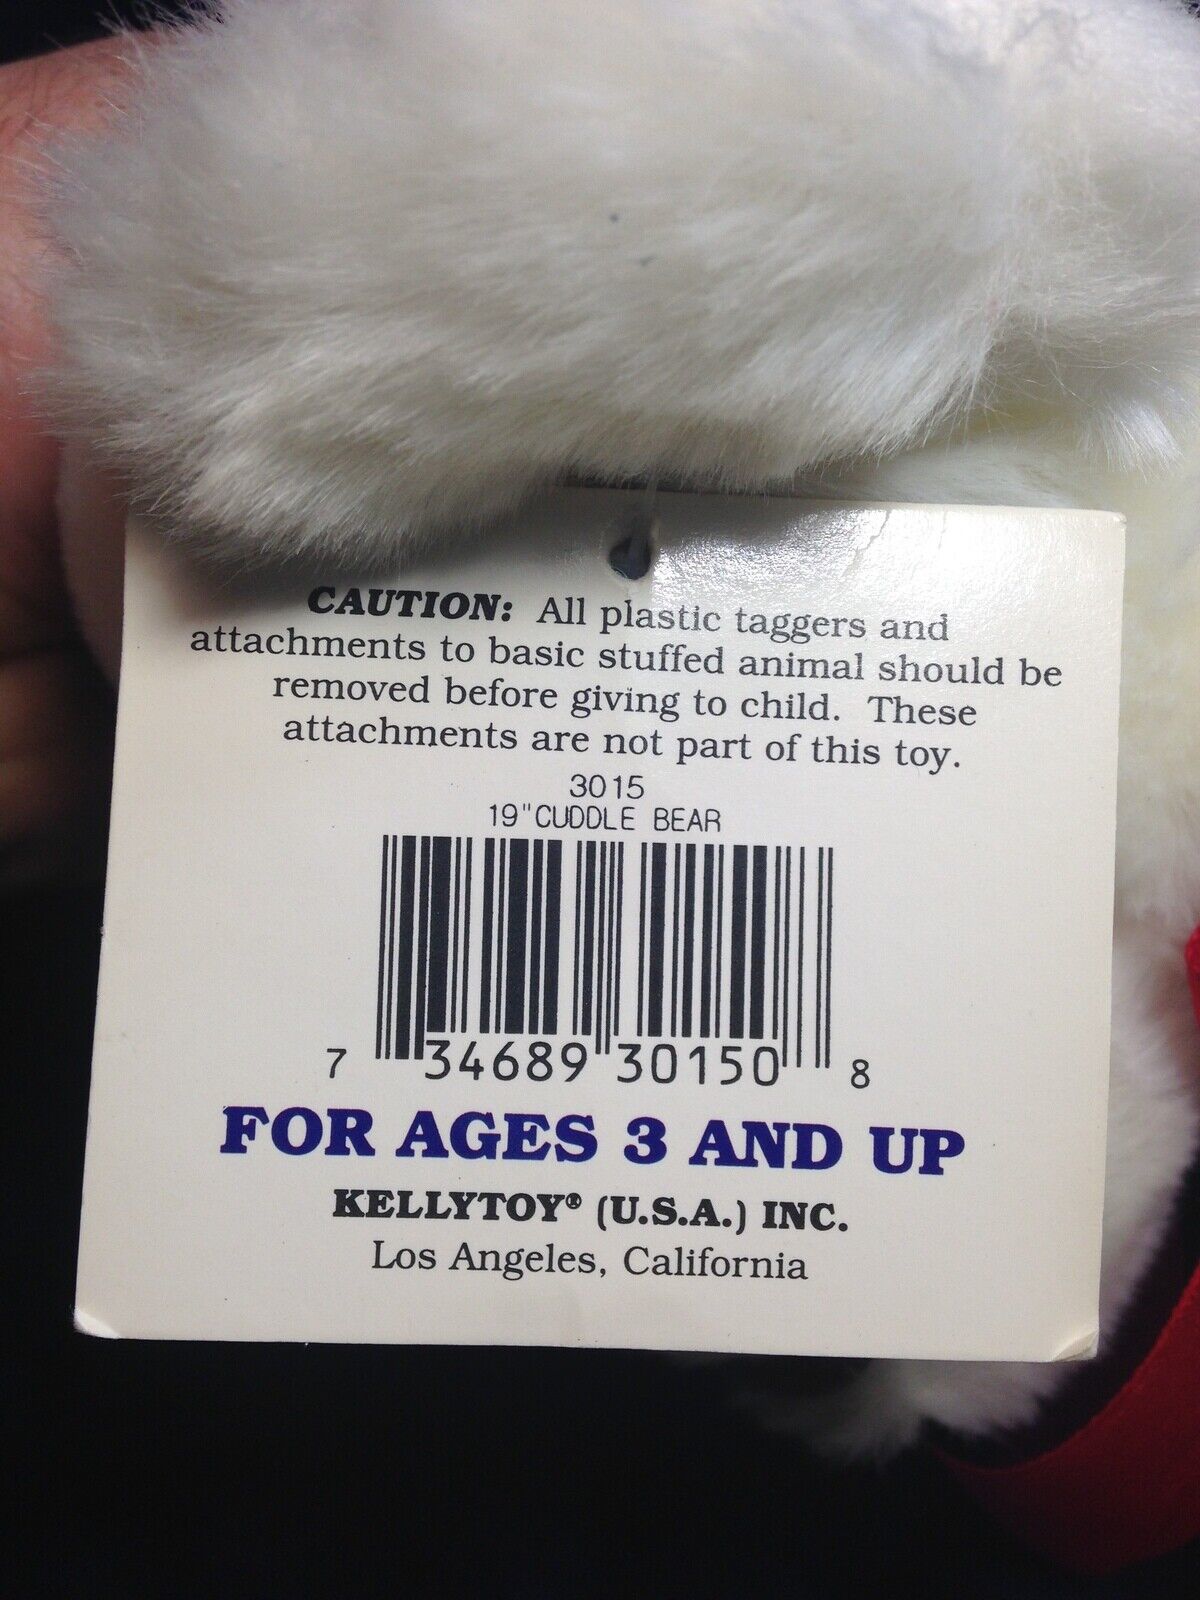 CAUTION: All plastic taggers and
attachments to basic stuffed animal should be
removed before giving to child. These
attachments are not part of this toy.
3015
19"CUDDLE BEAR
7 34689 30150 8
FOR AGES 3 AND UP
KELLYTOY® (U.S.A.) INC.
Los Angeles, California